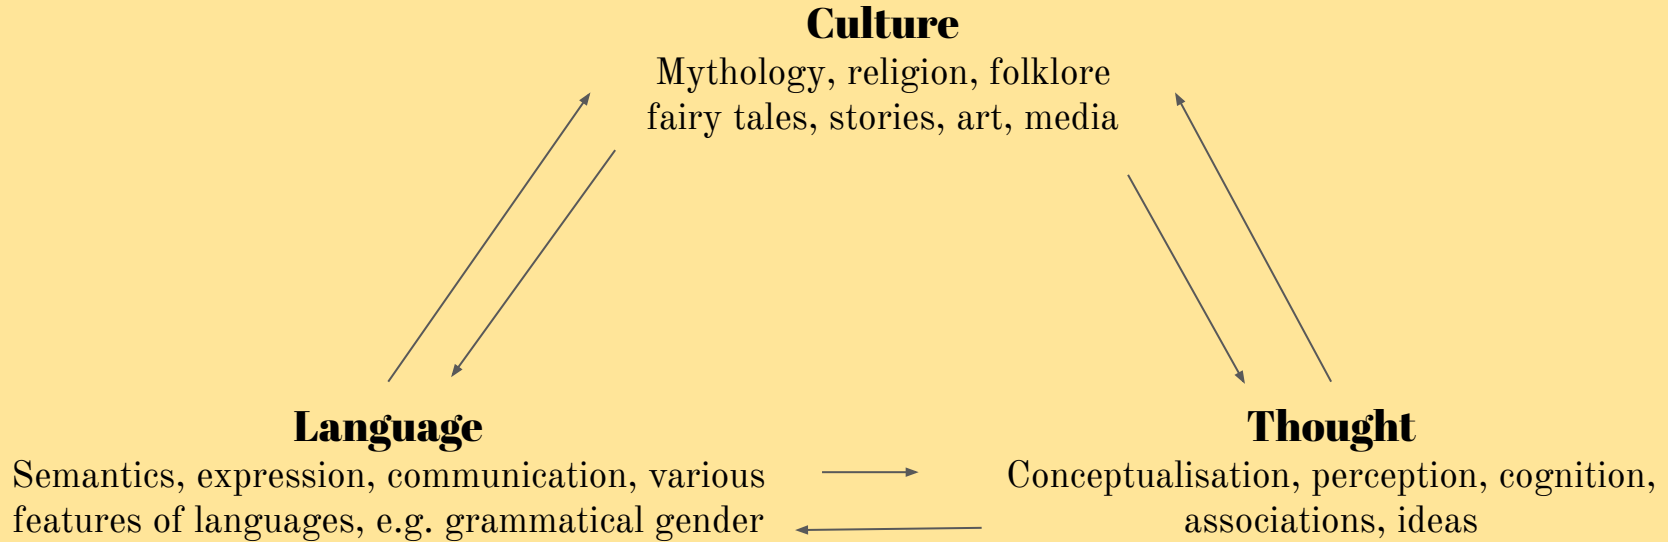 Culture
Mythology, religion, folklore
fairy tales, stories, art, media
Language
Semantics, expression, communication, various
features of languages, e.g. grammatical gender
Thought
Conceptualisation, perception, cognition,
associations, ideas